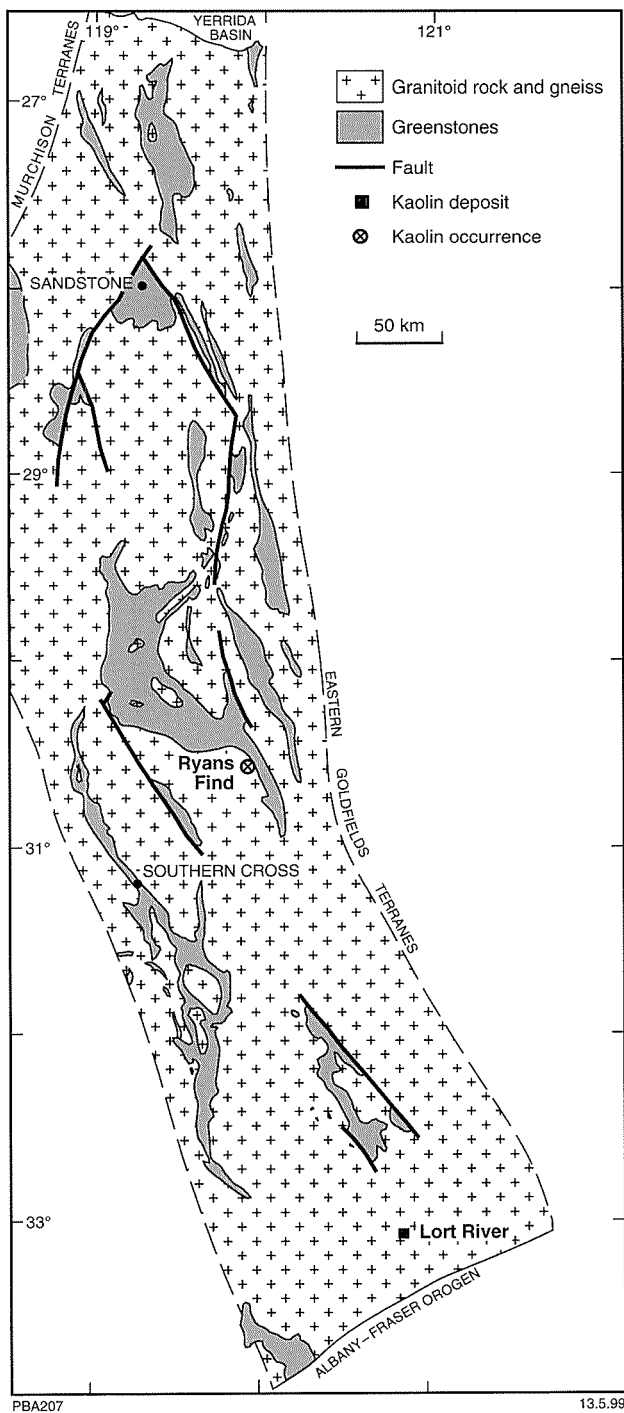 119°
YERRIDA
BASIN
121°
MURCHISON TERRANES
27°
Granitoid rock and gneiss
Greenstones
Fault
Kaolin deposit
Kaolin occurrence
50 km
SANDSTONE
29°
EASTERN GOLDFIELDS TERRANES
Ryans
Find
31°
SOUTHERN CROSS
33°
Lort River
ALBANY–FRASER OROGEN
PBA207
13.5.99